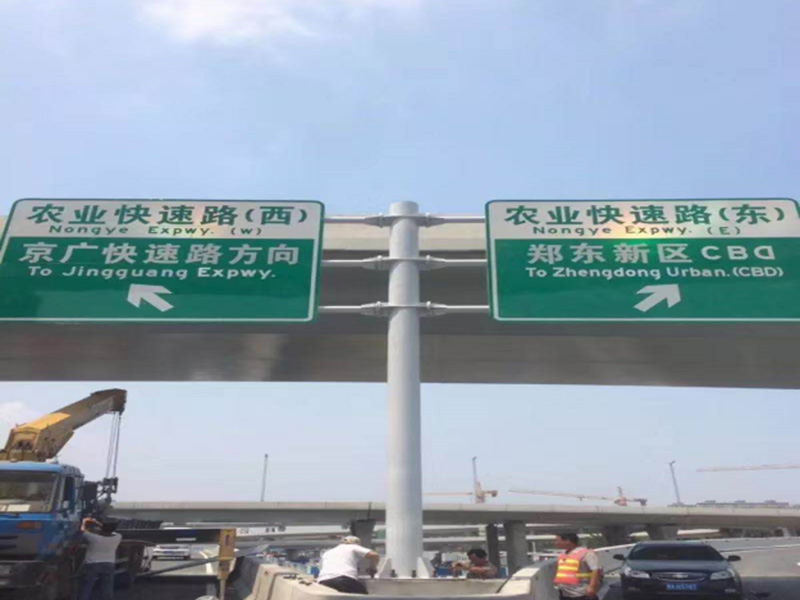 农业快速路(西)
Nongye Expwy. (W)
京广快速路方向
To Jingguang Expwy.
农业快速路(东)
Nongye Expwy. (E)
郑东新区CBD
To Zhengdong Urban.(CBD)